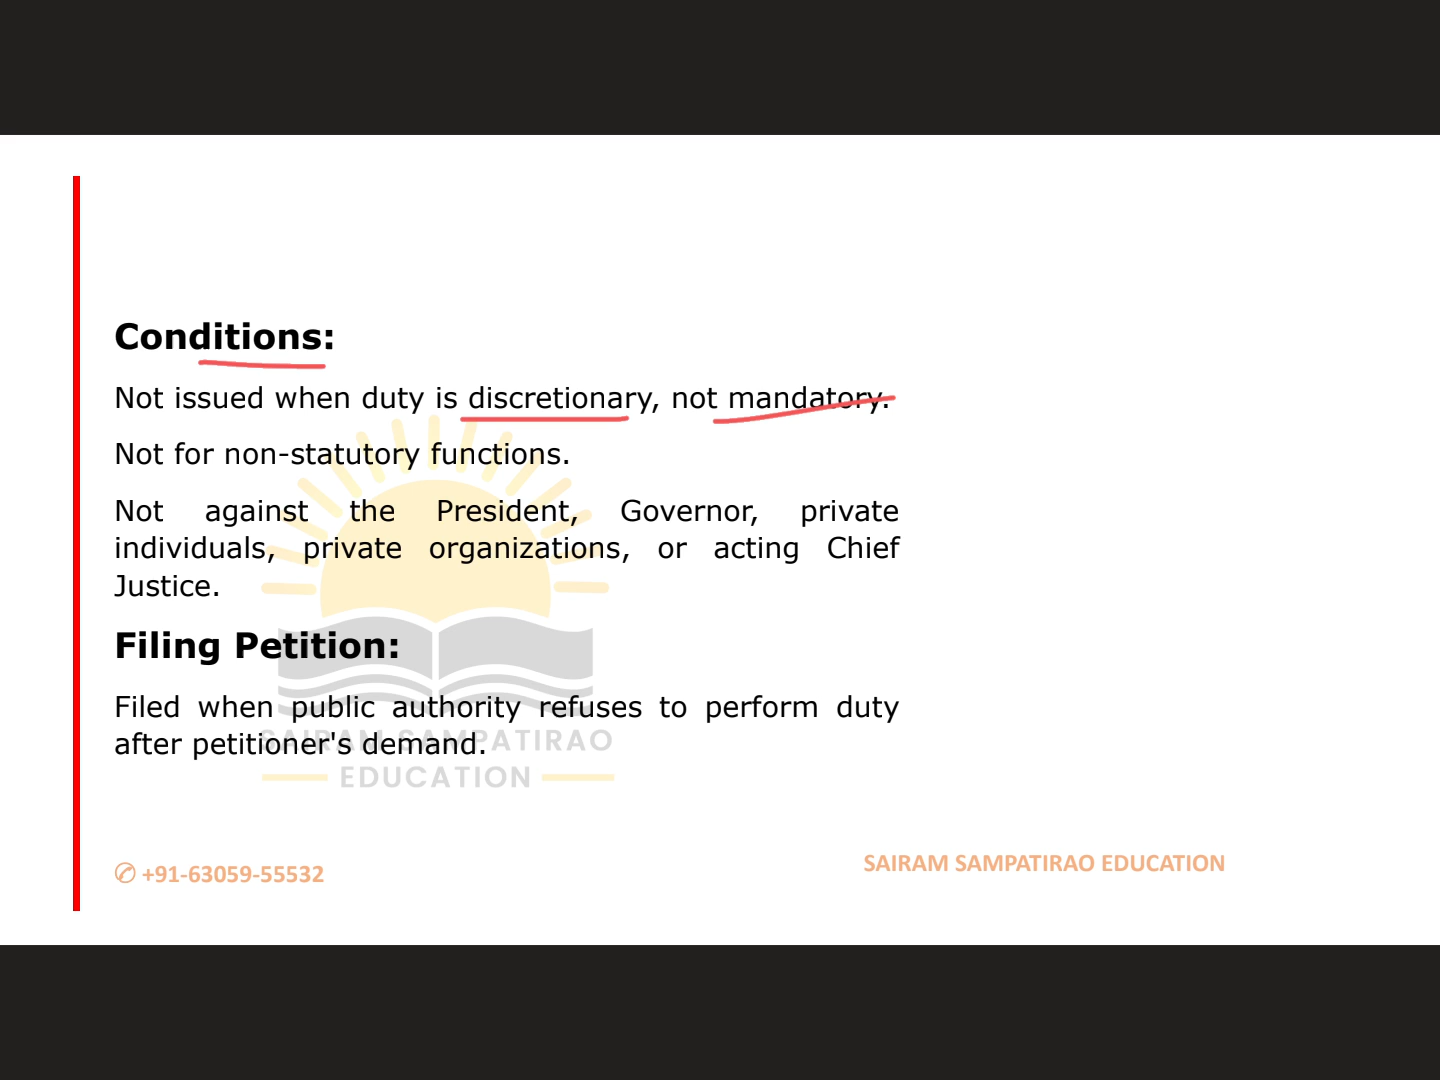 Conditions:
Not issued when duty is discretionary, not mandatory.
Not for non-statutory functions.
Not against the President, Governor, private
individuals, private organizations, or acting Chief
Justice.
Filing Petition:
Filed when public authority refuses to perform duty
after petitioner's demand.
SAIRAM SAMPATIRAO
EDUCATION
✆ +91-63059-55532
SAIRAM SAMPATIRAO EDUCATION